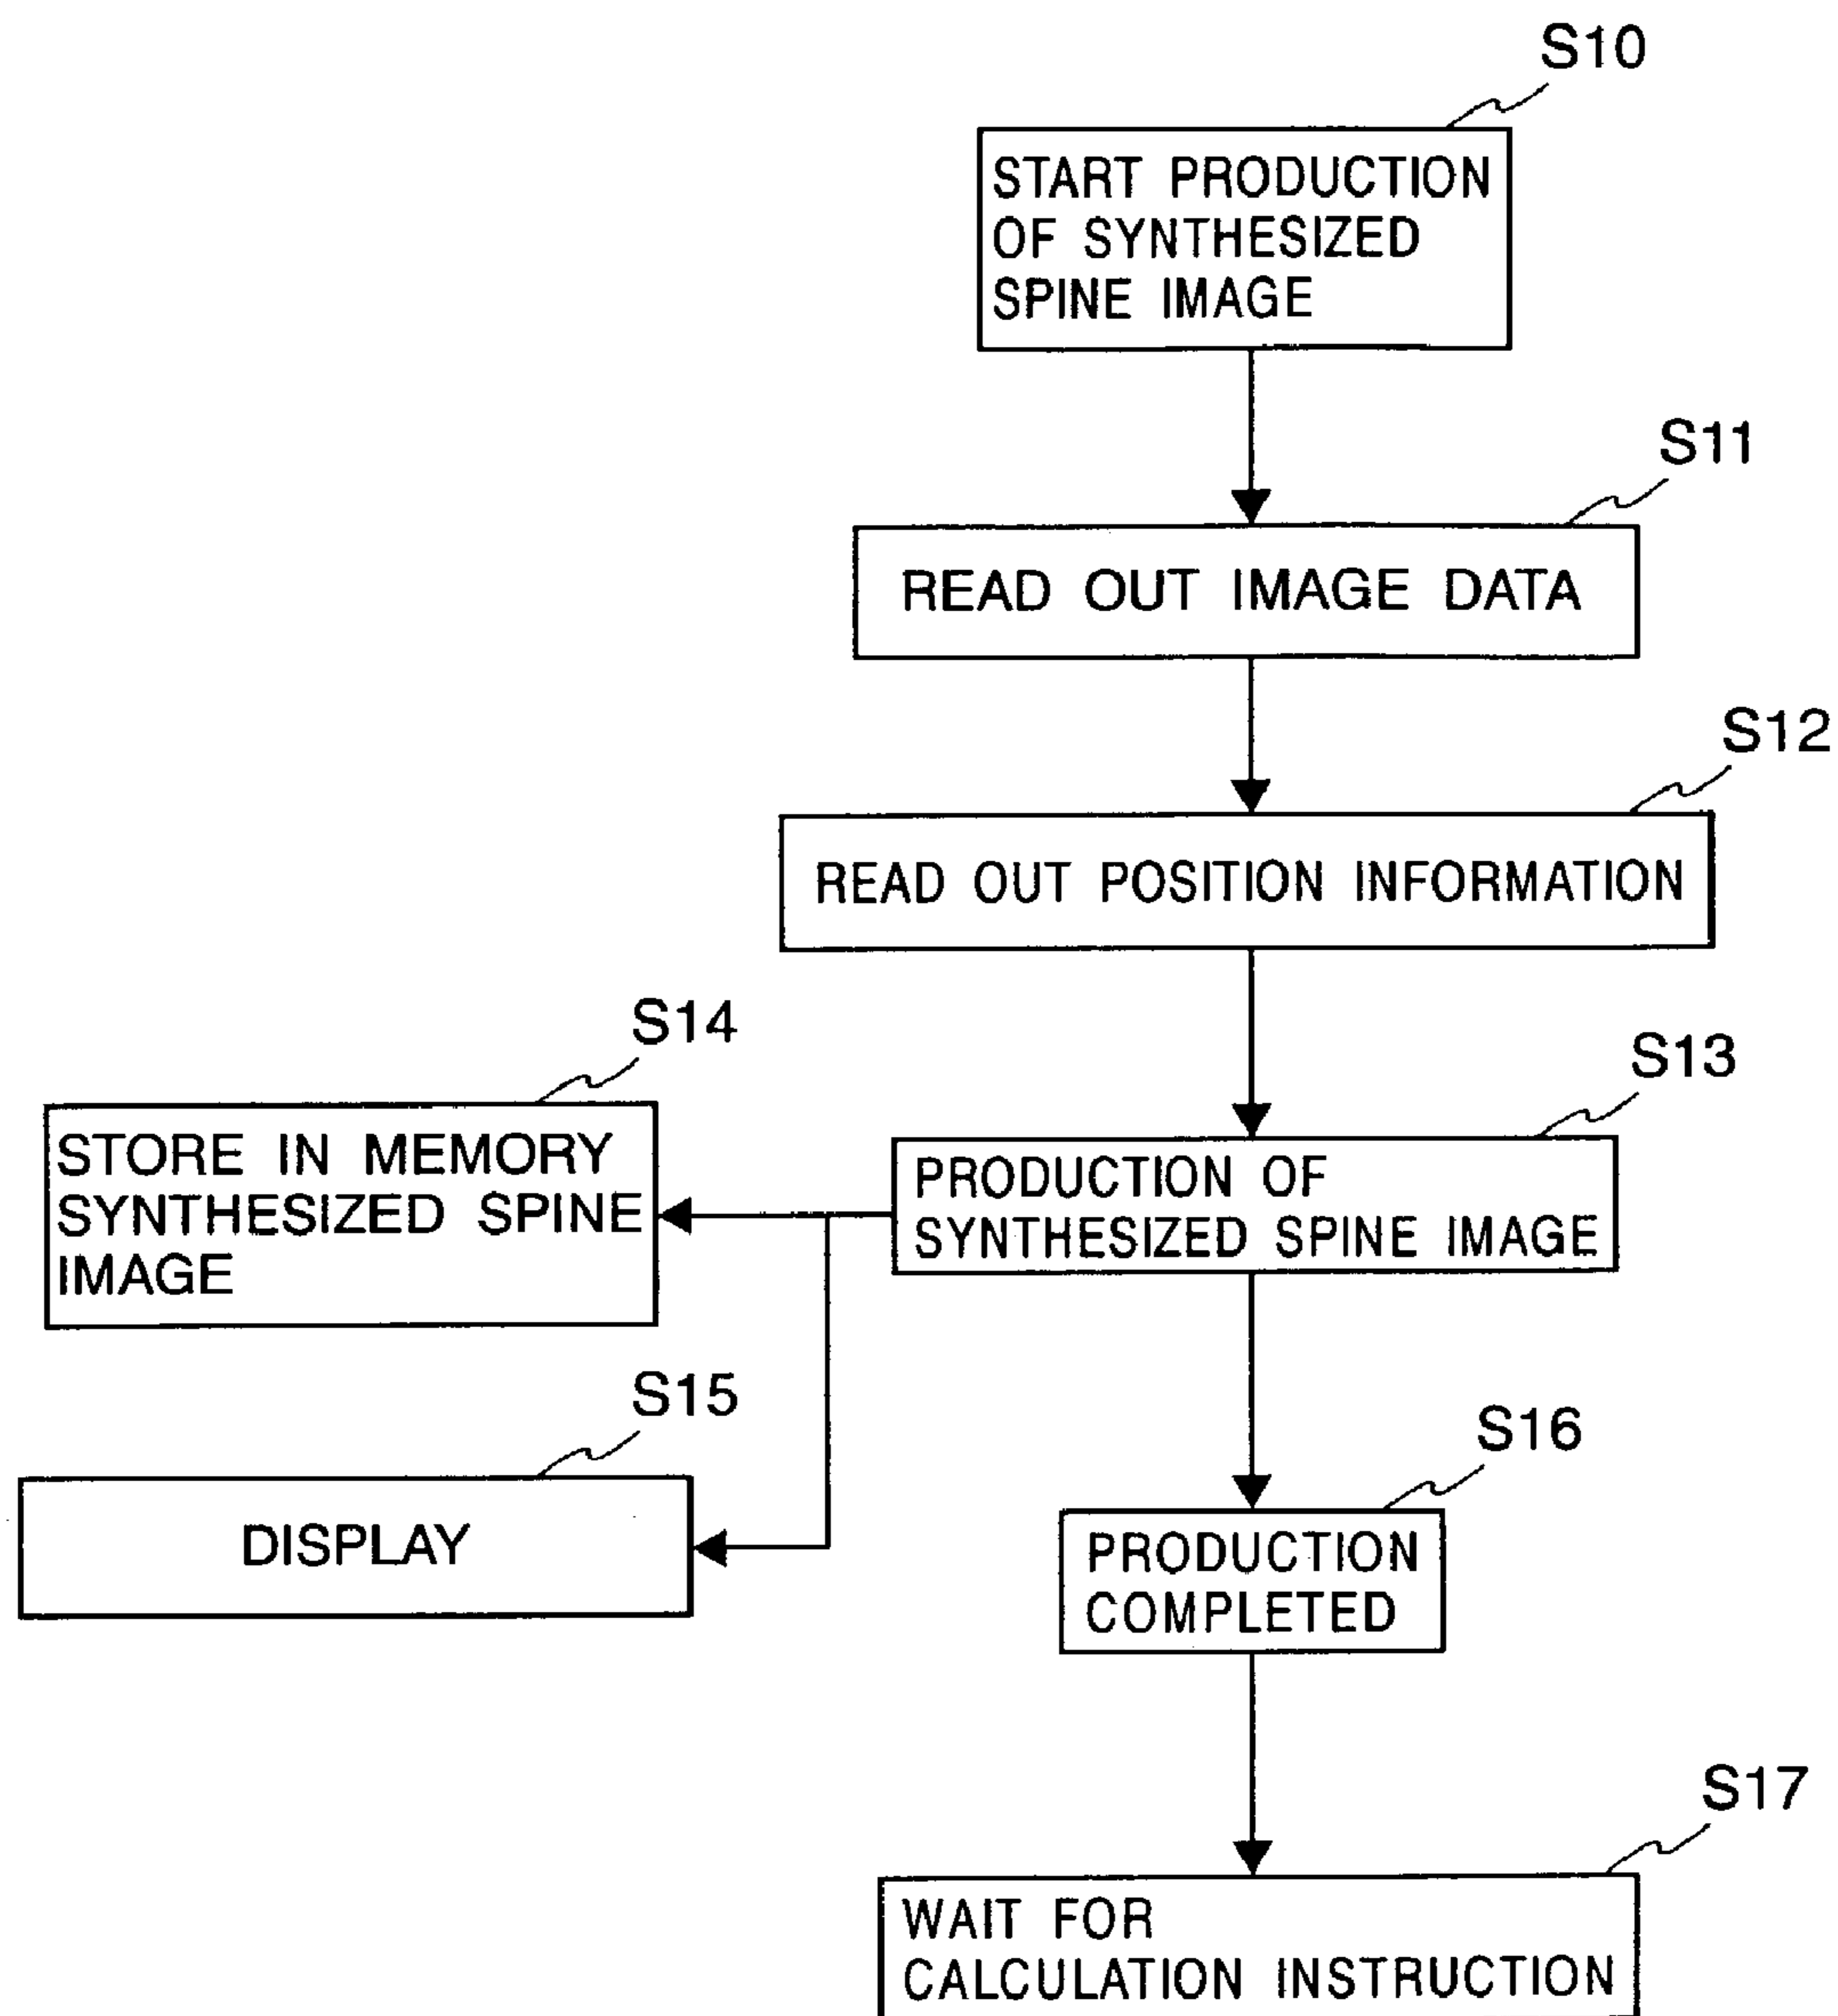 S10
START PRODUCTION
OF SYNTHESIZED
SPINE IMAGE
S11
READ OUT IMAGE DATA
S12
READ OUT POSITION INFORMATION
S14
STORE IN MEMORY
SYNTHESIZED SPINE
IMAGE
S13
PRODUCTION OF
SYNTHESIZED SPINE IMAGE
S15
DISPLAY
S16
PRODUCTION
COMPLETED
S17
WAIT FOR
CALCULATION INSTRUCTION